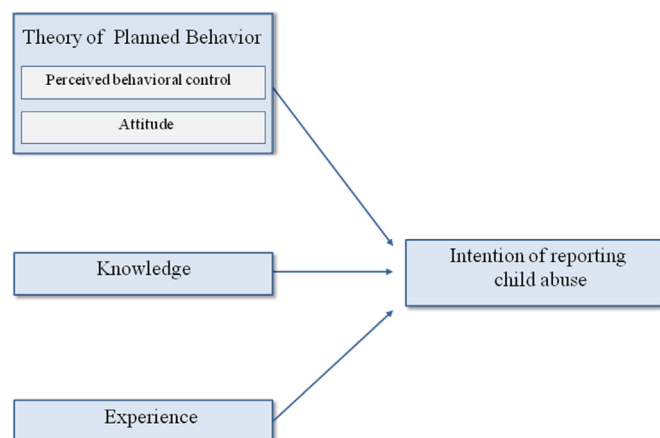 Theory of Planned Behavior
Perceived behavioral control
Attitude
Knowledge
Intention of reporting
child abuse
Experience